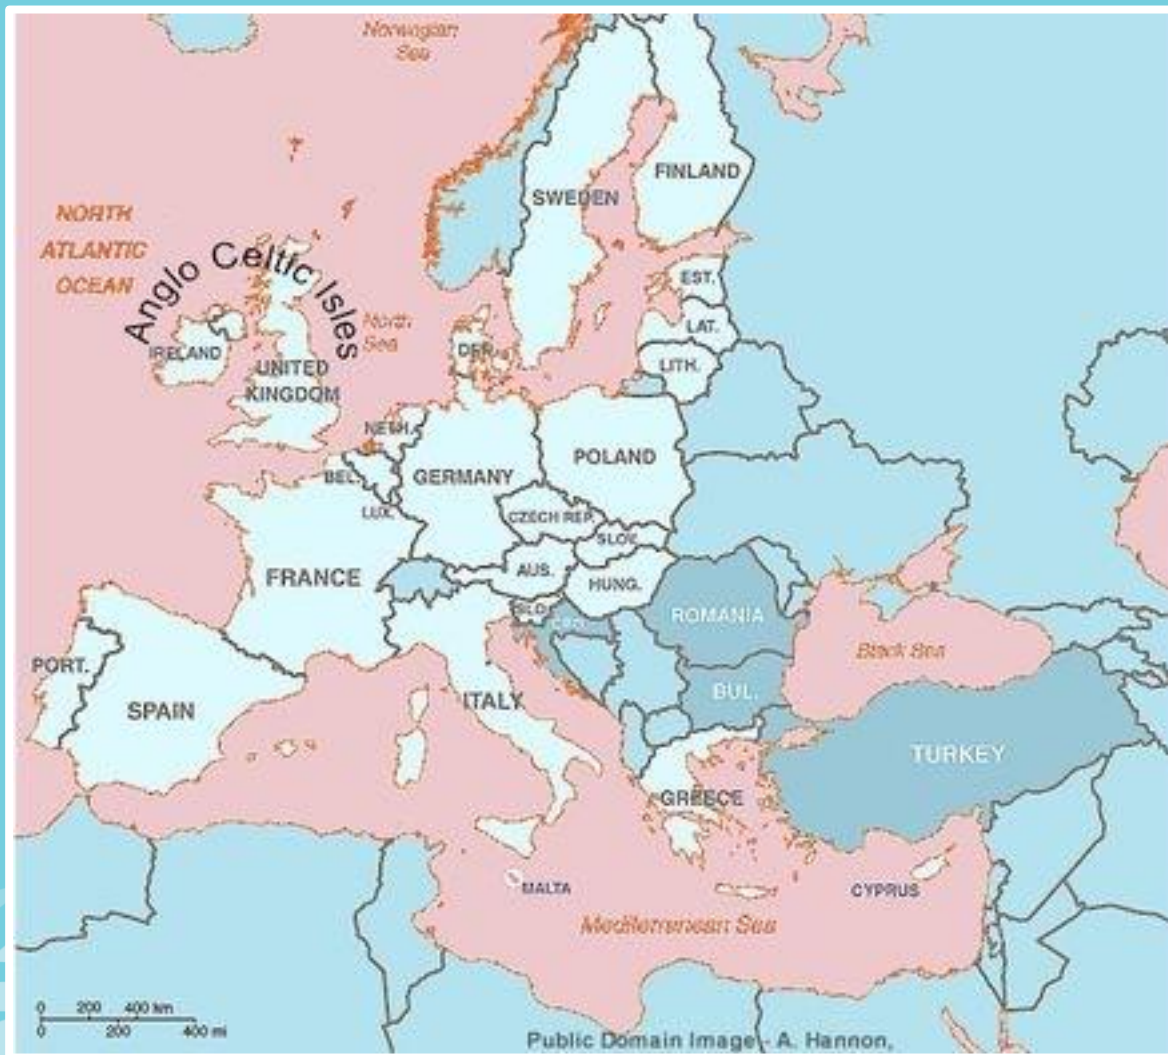 Norwegian
Sea
FINLAND
SWEDEN
NORTH
ATLANTIC
OCEAN
Anglo Celtic Isles
EST.
North
Sea
LAT.
IRELAND
LITH.
UNITED
KINGDOM
NETH.
POLAND
BEL.
GERMANY
LUX.
CZECH REP.
SLOV.
AUS.
HUNG.
FRANCE
SLO.
ROMANIA
Black Sea
PORT.
SPAIN
ITALY
BUL.
TURKEY
GREECE
MALTA
CYPRUS
Mediterranean Sea
0 200 400 km
0 200 400 mi
Public Domain Image - A. Hannon,